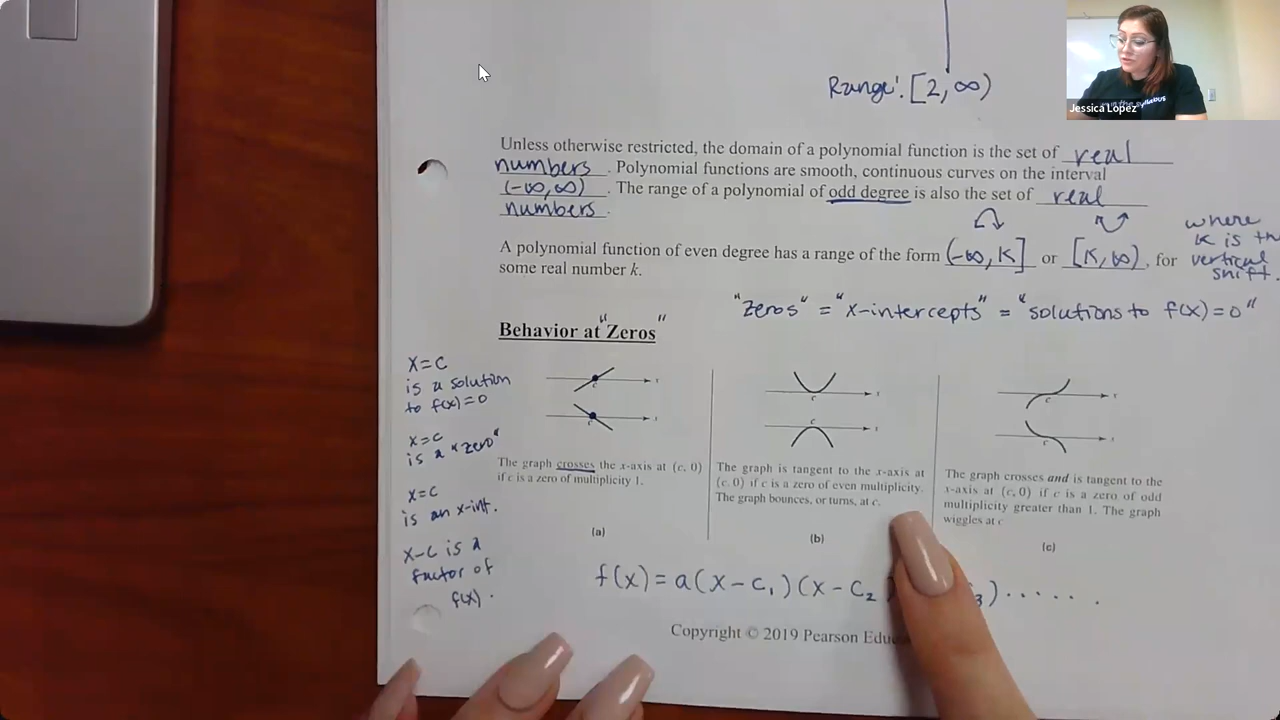 Range: [2, ∞)
Jessica Lopez
Unless otherwise restricted, the domain of a polynomial function is the set of real
numbers. Polynomial functions are smooth, continuous curves on the interval
(-∞, ∞). The range of a polynomial of odd degree is also the set of real
numbers.
A polynomial function of even degree has a range of the form (-∞, K] or [K, ∞), for
some real number k.
where
K is th
vertical
shift.
"zeros" = "x-intercepts" = "solutions to f(x) = 0"
Behavior at "Zeros"
x = c
is a solution
to f(x) = 0
x = c
is a "zero"
x = c
is an x-int.
x - c is a
factor of
f(x).
c
x
c
x
The graph crosses the x-axis at (c, 0)
if c is a zero of multiplicity 1.
(a)
c
x
c
x
The graph is tangent to the x-axis at
(c, 0) if c is a zero of even multiplicity.
The graph bounces, or turns, at c.
(b)
c
x
c
x
The graph crosses and is tangent to the
x-axis at (c, 0) if c is a zero of odd
multiplicity greater than 1. The graph
wiggles at c
(c)
f(x) = a(x - c₁)(x - c₂ ₃) ......
Copyright © 2019 Pearson